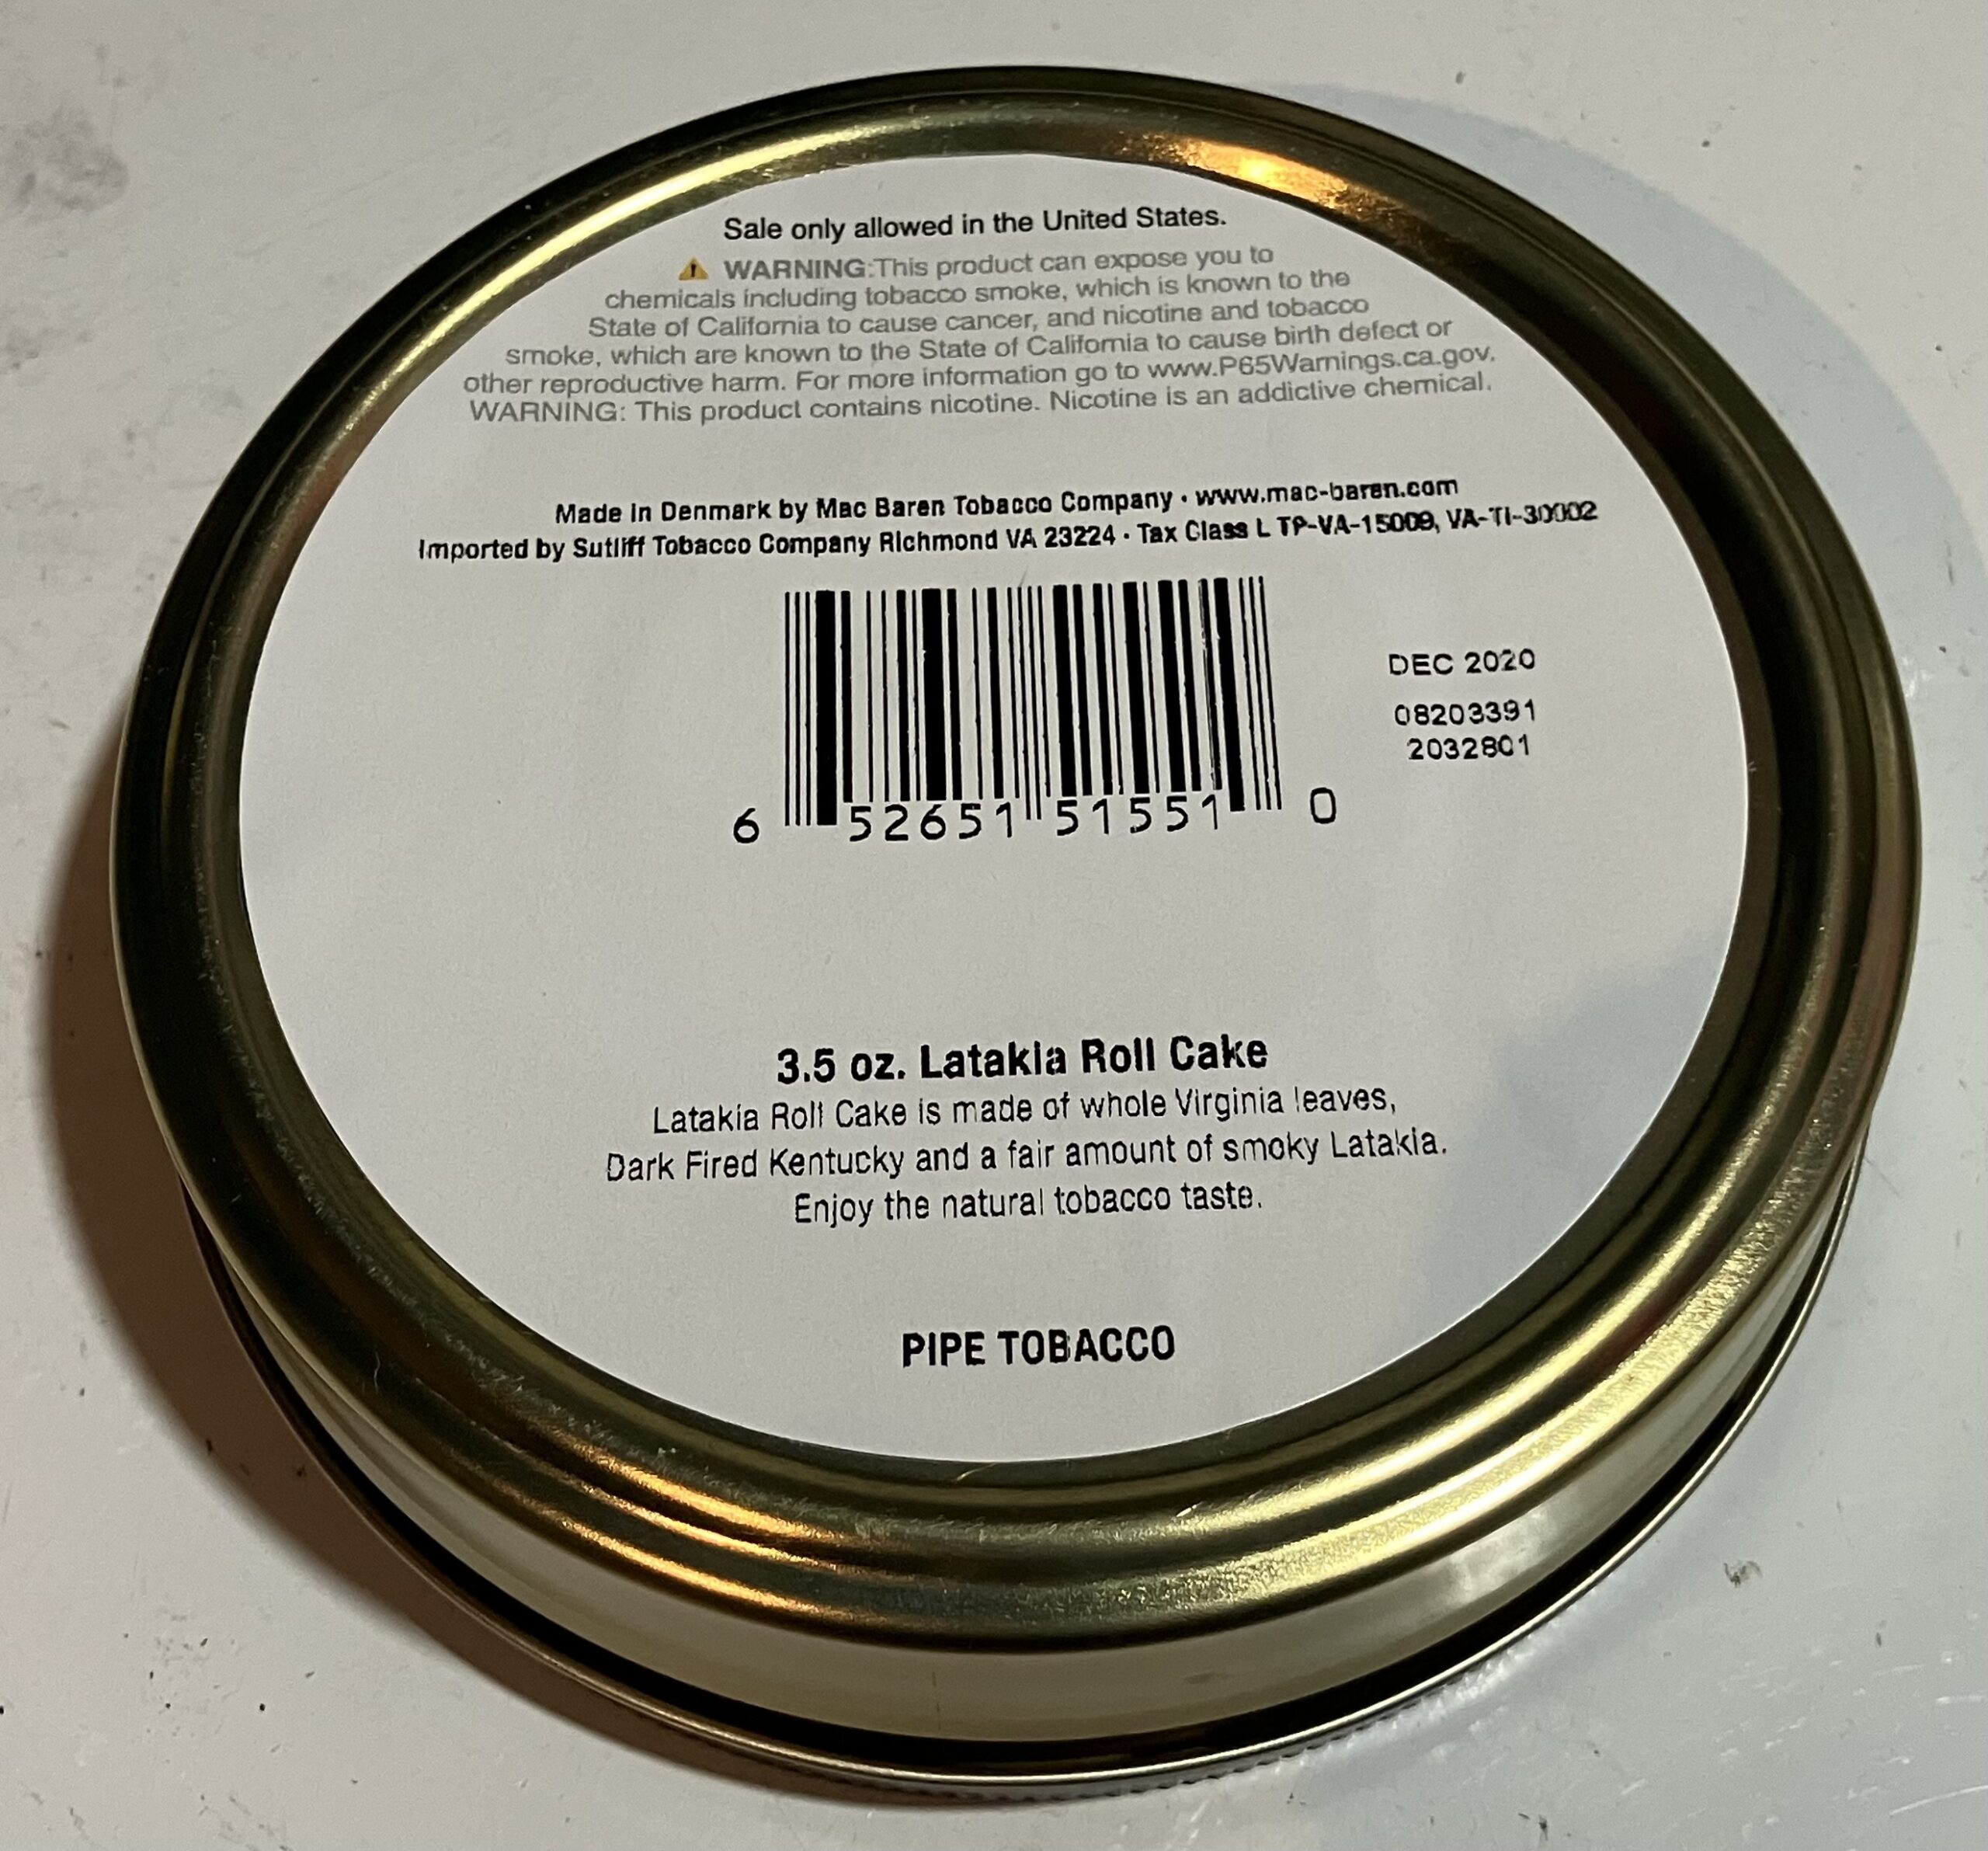 Sale only allowed in the United States.
⚠ WARNING:This product can expose you to
chemicals including tobacco smoke, which is known to the
State of California to cause cancer, and nicotine and tobacco
smoke, which are known to the State of California to cause birth defect or
other reproductive harm. For more information go to www.P65Warnings.ca.gov.
WARNING: This product contains nicotine. Nicotine is an addictive chemical.
Made in Denmark by Mac Baren Tobacco Company · www.mac-baren.com
Imported by Sutliff Tobacco Company Richmond VA 23224 · Tax Class L TP-VA-15009, VA-TI-30002
DEC 2020
08203391
2032801
6 52651 51551 0
3.5 oz. Latakia Roll Cake
Latakia Roll Cake is made of whole Virginia leaves,
Dark Fired Kentucky and a fair amount of smoky Latakia.
Enjoy the natural tobacco taste.
PIPE TOBACCO